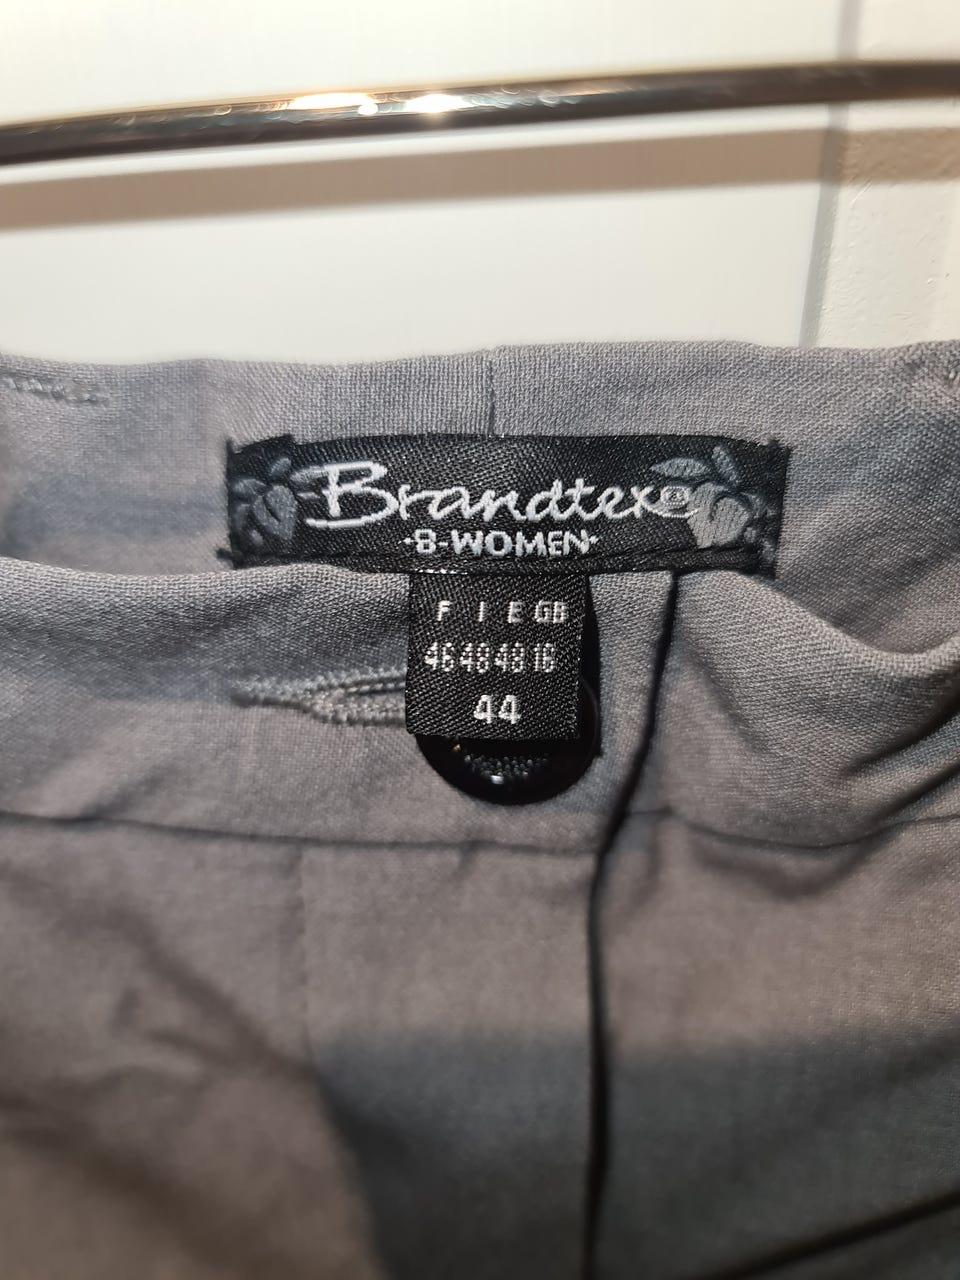 Brandtex®
·B-WOMEN·
F I E GB
46 48 48 16
44